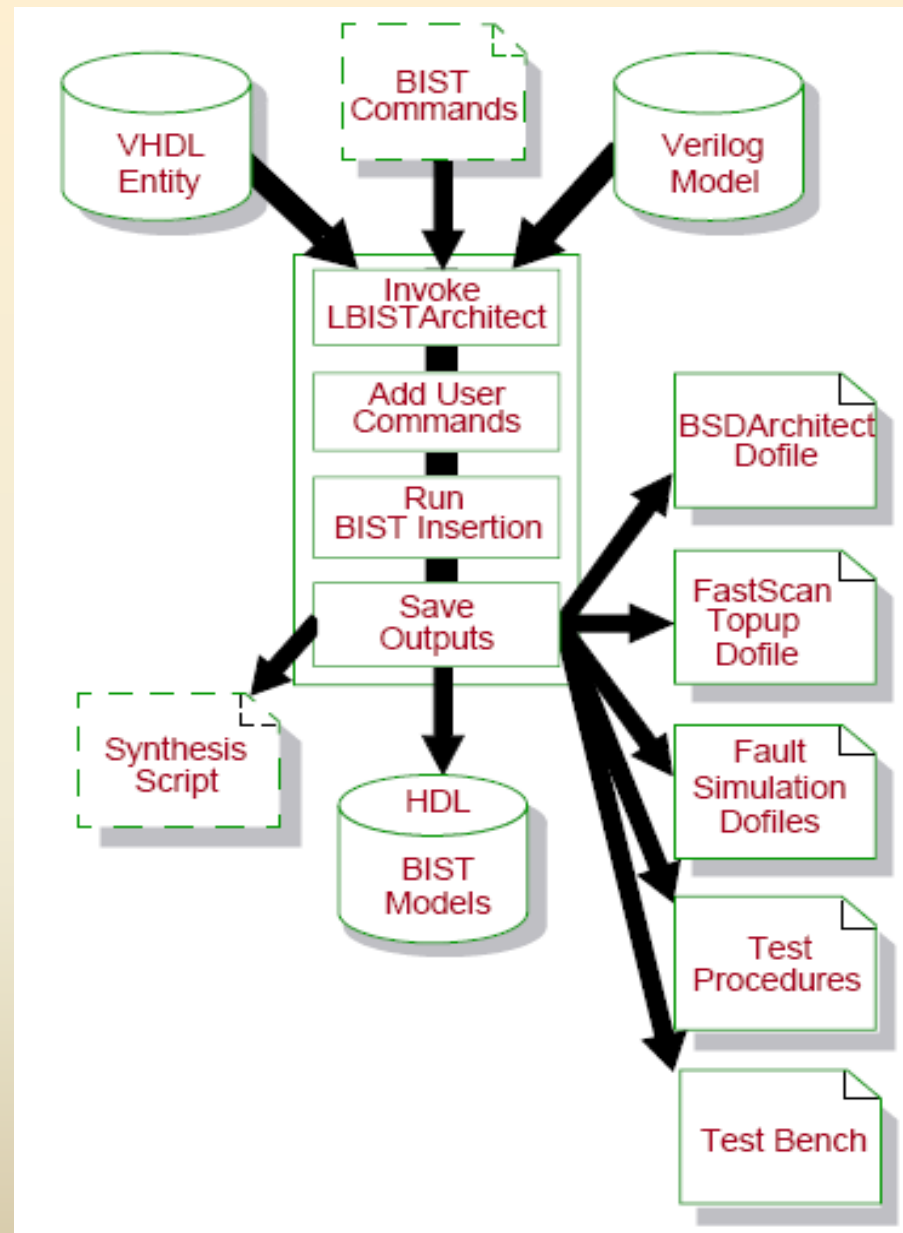 BIST
Commands
VHDL
Entity
Verilog
Model
Invoke
LBISTArchitect
Add User
Commands
Run
BIST Insertion
Save
Outputs
BSDArchitect
Dofile
FastScan
Topup
Dofile
Fault
Simulation
Dofiles
Test
Procedures
Test Bench
Synthesis
Script
HDL
BIST
Models